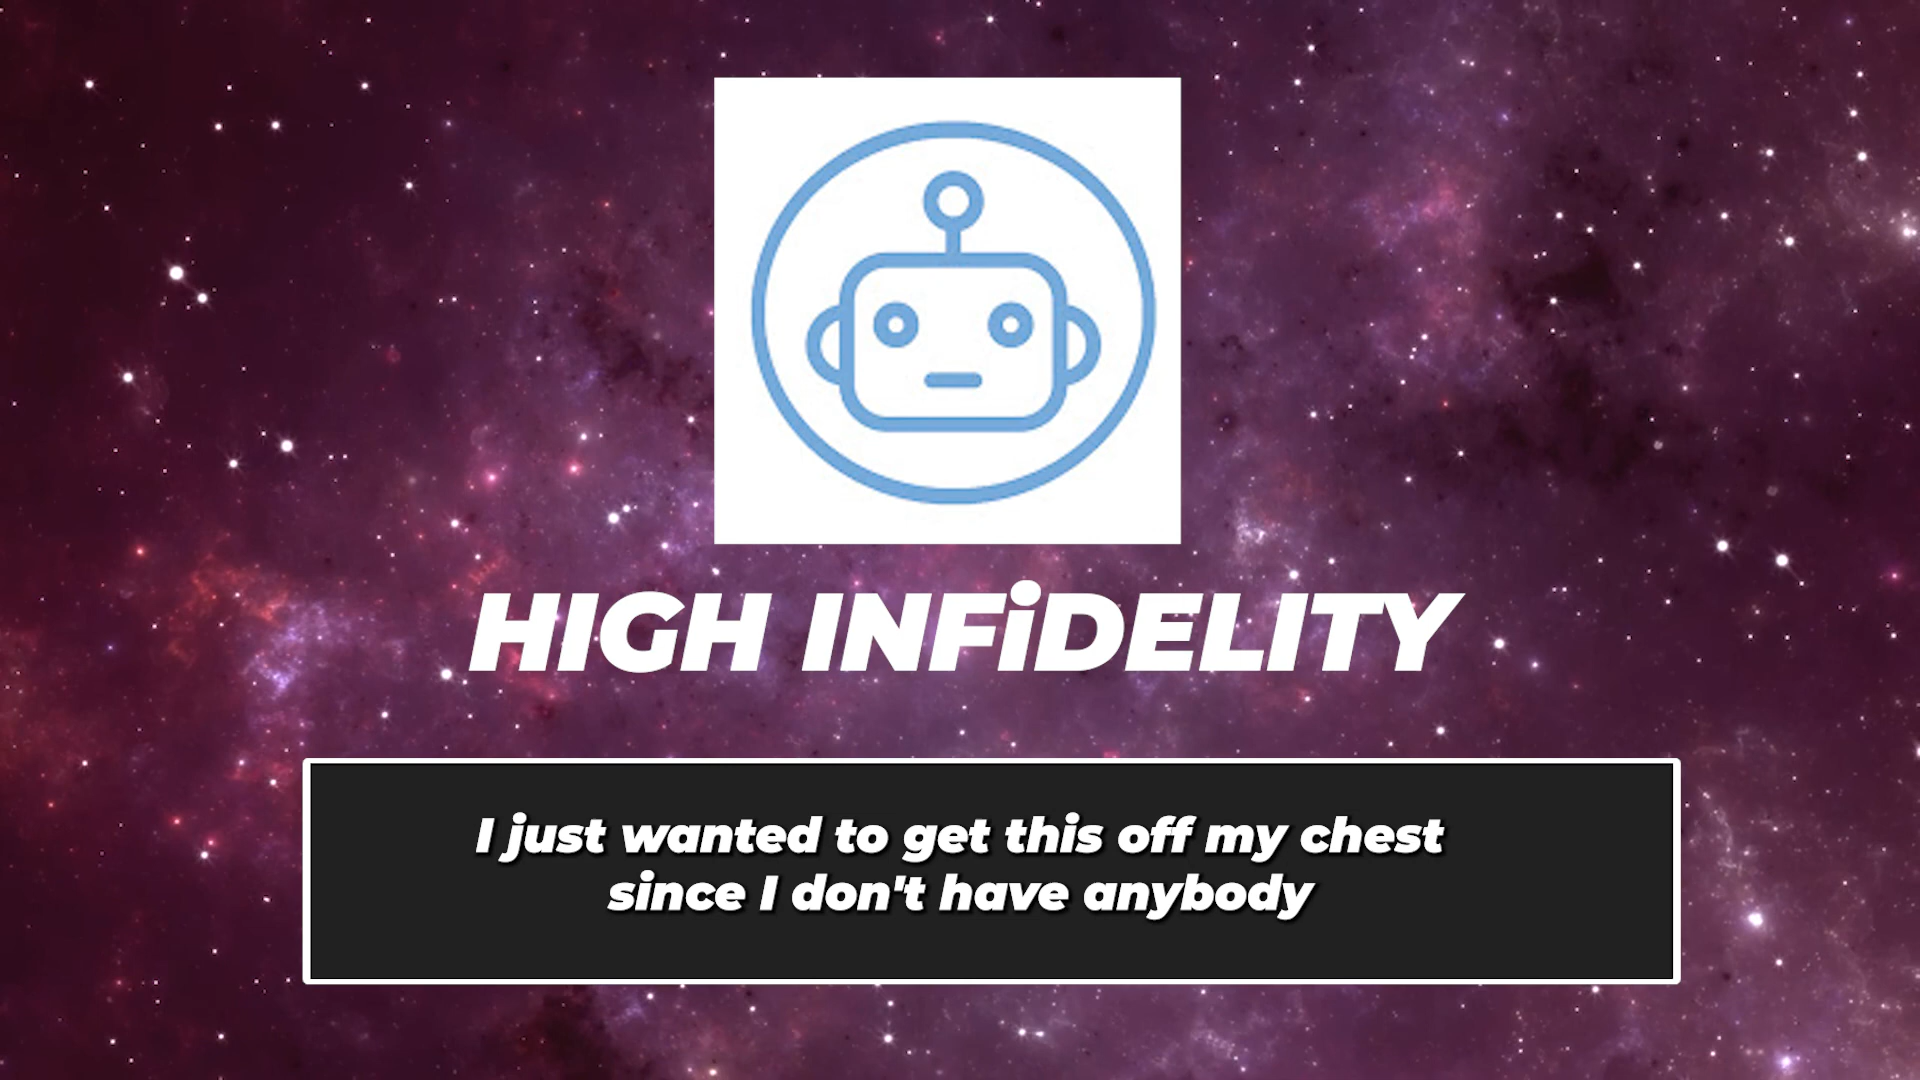 HIGH INFiDELITY
I just wanted to get this off my chest
since I don't have anybody